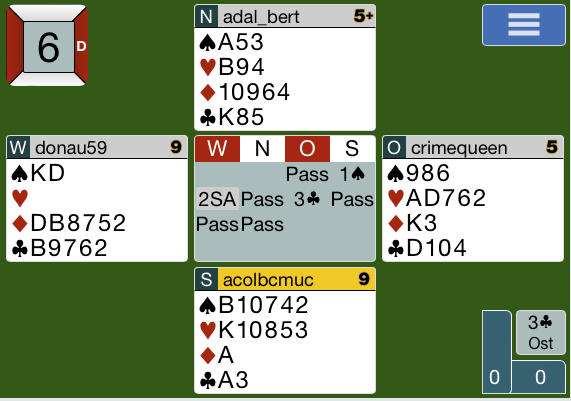 N adal_bert 5+
♠A53
♥B94
♦10964
♣K85
6 D
W donau59 9
♠KD
♥
♦DB8752
♣B9762
W N O S
Pass 1♠
2SA Pass 3♣ Pass
Pass Pass
O crimequeen 5
♠986
♥AD762
♦K3
♣D104
S acolbcmuc 9
♠B10742
♥K10853
♦A
♣A3
3♣
Ost
0 0